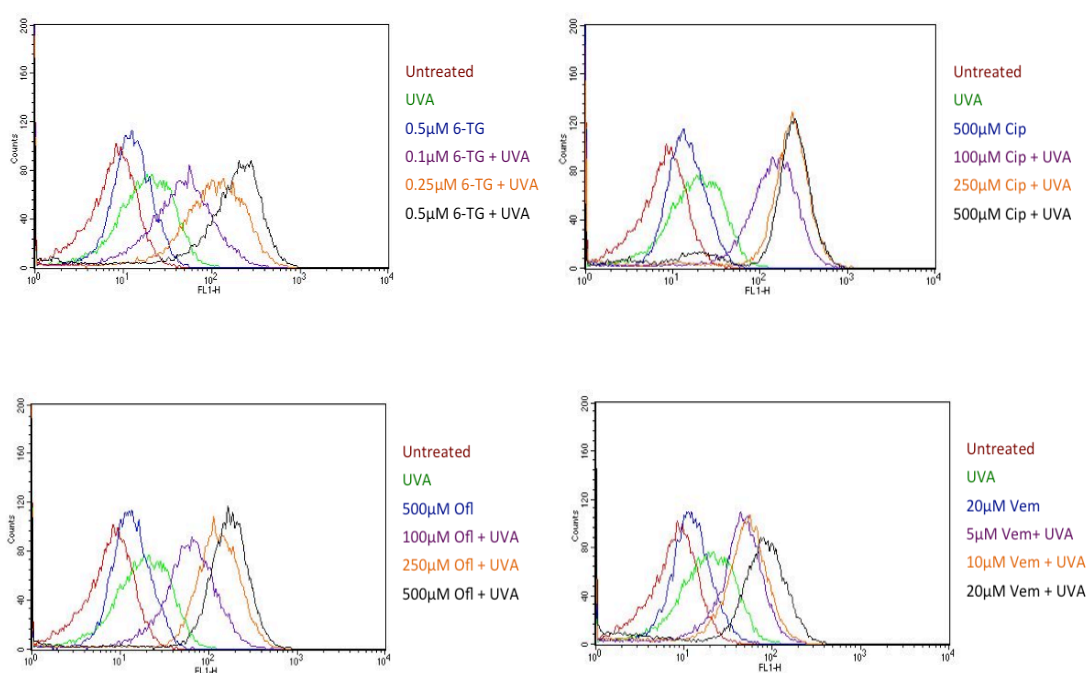 200
160
120
80
40
0
Counts
10^0
10^1
10^2
10^3
10^4
FL1-H
Untreated
UVA
0.5µM 6-TG
0.1µM 6-TG + UVA
0.25µM 6-TG + UVA
0.5µM 6-TG + UVA
200
160
120
80
40
0
Counts
10^0
10^1
10^2
10^3
10^4
FL1-H
Untreated
UVA
500µM Cip
100µM Cip + UVA
250µM Cip + UVA
500µM Cip + UVA
200
160
120
80
40
0
Counts
10^0
10^1
10^2
10^3
10^4
FL1-H
Untreated
UVA
500µM Ofl
100µM Ofl + UVA
250µM Ofl + UVA
500µM Ofl + UVA
200
160
120
80
40
0
Counts
10^0
10^1
10^2
10^3
10^4
FL1-H
Untreated
UVA
20µM Vem
5µM Vem+ UVA
10µM Vem + UVA
20µM Vem + UVA